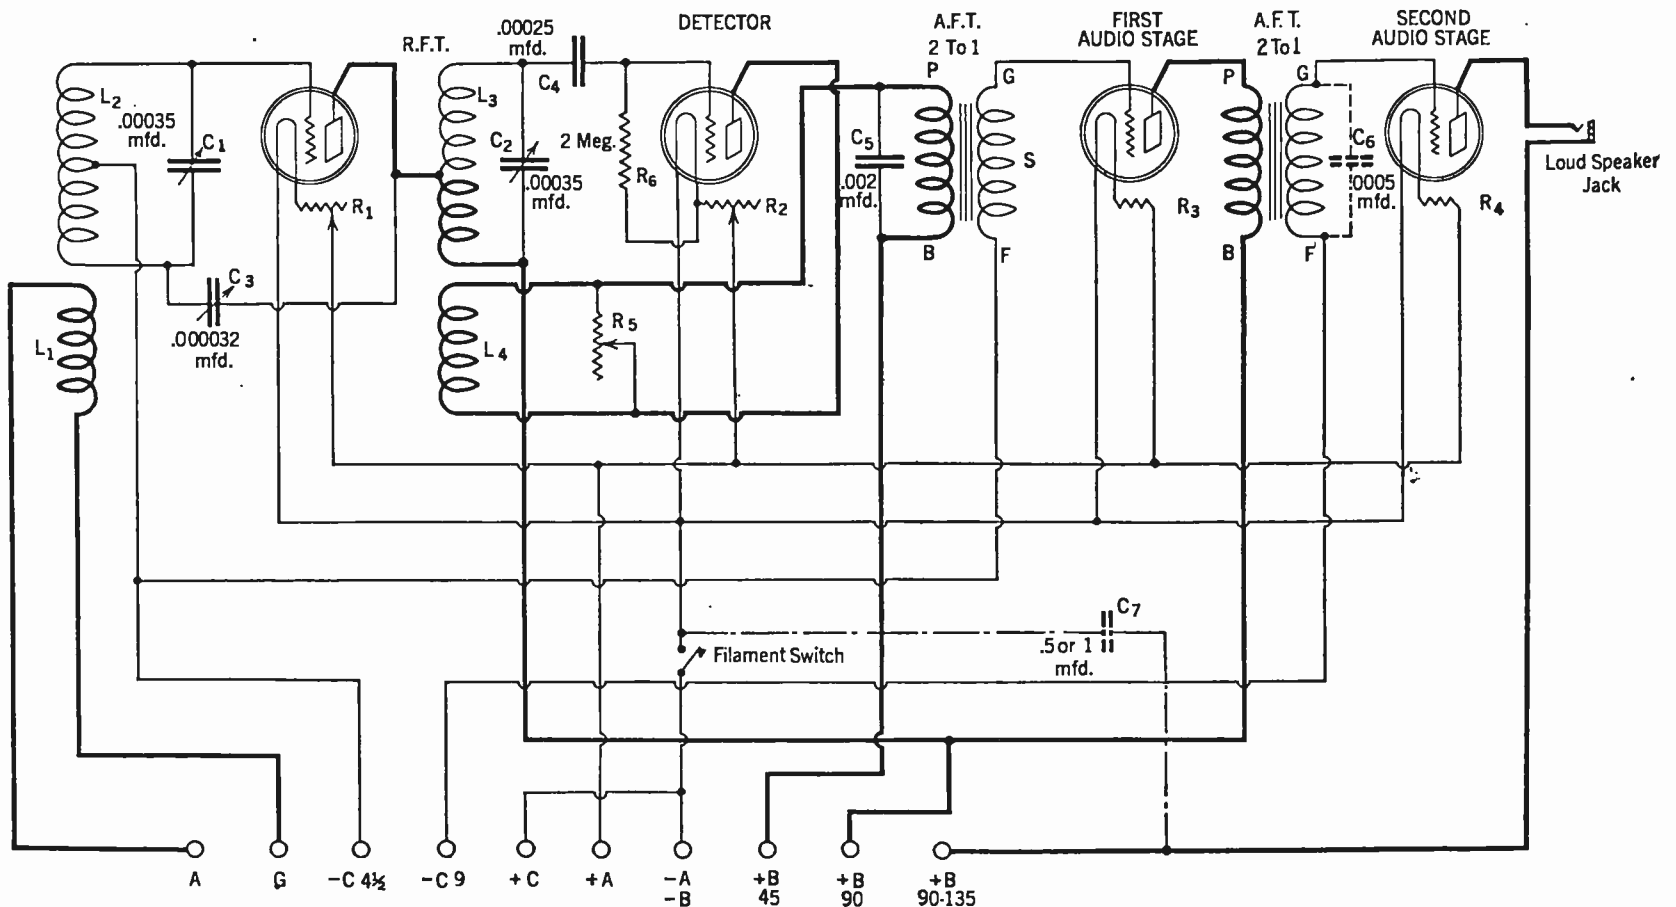 DETECTOR
A.F.T.
2 To 1
FIRST
AUDIO STAGE
A.F.T.
2 To 1
SECOND
AUDIO STAGE
R.F.T.
.00025
mfd.
C4
L2
.00035
mfd.
C1
L3
C2
.00035
mfd.
2 Meg.
R6
R1
R2
P
B
C5
.002
mfd.
G
S
F
R3
P
B
G
F
C6
.0005
mfd.
R4
Loud Speaker
Jack
C3
.000032
mfd.
L1
L4
R5
C7
.5 or 1
mfd.
Filament Switch
A
G
-C 4½
-C 9
+C
+A
-A
-B
+B
45
+B
90
+B
90-135